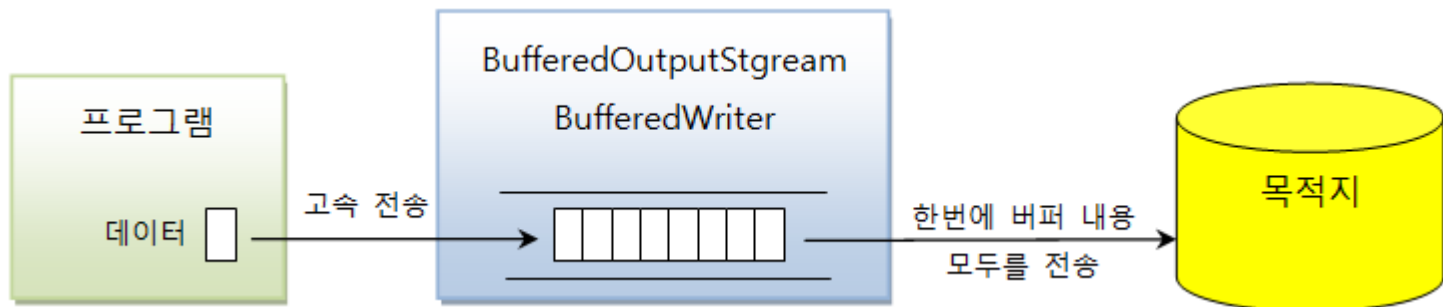 프로그램
데이터
고속 전송
BufferedOutputStgream
BufferedWriter
한번에 버퍼 내용
모두를 전송
목적지